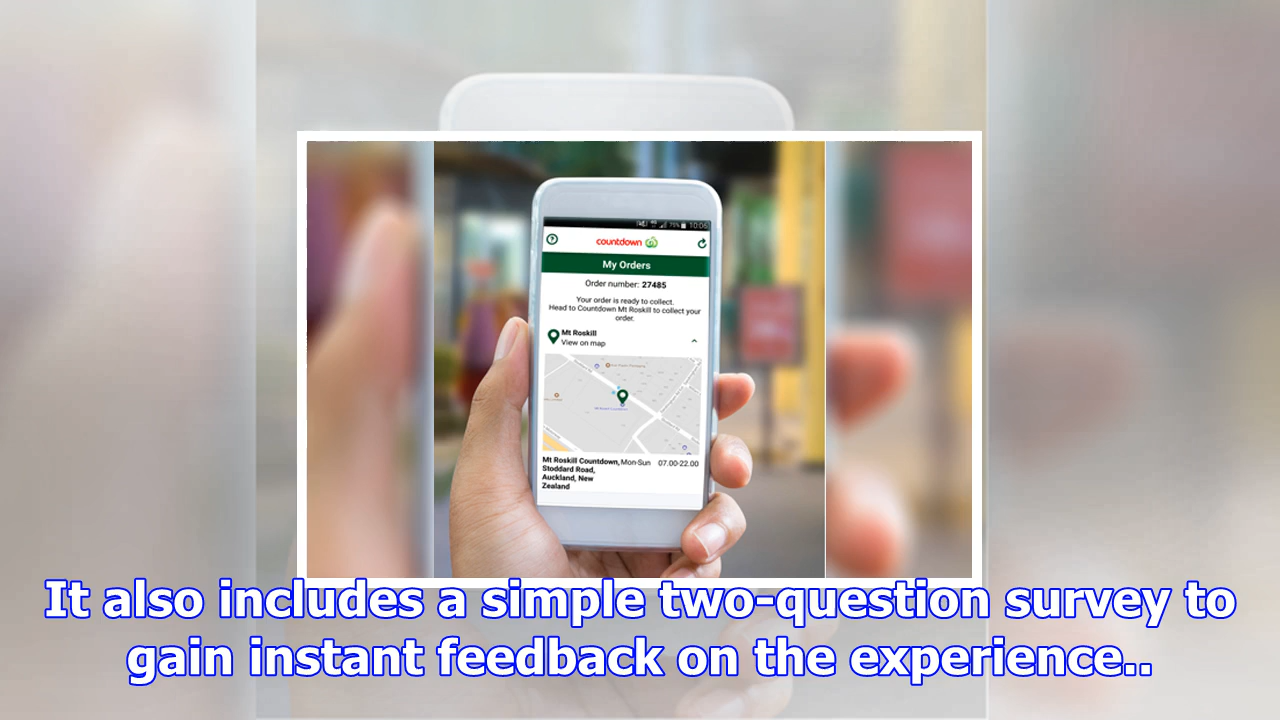 10:05
countdown
My Orders
Order number: 27485
Your order is ready to collect.
Head to Countdown Mt Roskill to collect your
order.
Mt Roskill
View on map
Mt Roskill Countdown, Mon-Sun 07.00-22.00
Stoddard Road,
Auckland, New
Zealand
It also includes a simple two-question survey to
gain instant feedback on the experience..